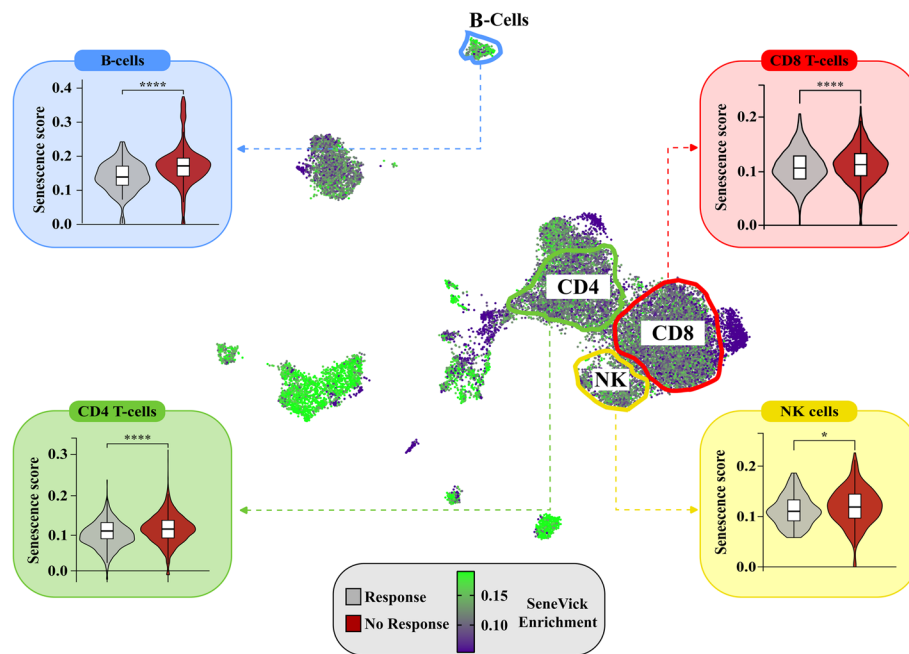 B-Cells
B-cells
0.4
0.3
0.2
0.1
0.0
Senescence score
****
CD8 T-cells
0.2
0.1
0.0
Senescence score
****
CD4
CD8
NK
CD4 T-cells
0.3
0.2
0.1
0.0
Senescence score
****
NK cells
0.2
0.1
0.0
Senescence score
*
Response
No Response
0.15
0.10
SeneVick
Enrichment